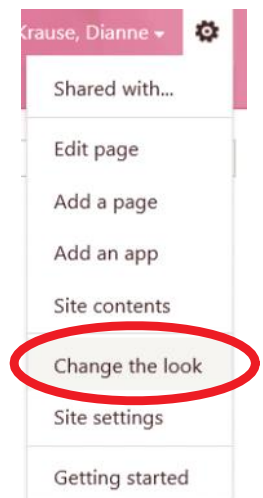 Krause, Dianne
Shared with...
Edit page
Add a page
Add an app
Site contents
Change the look
Site settings
Getting started